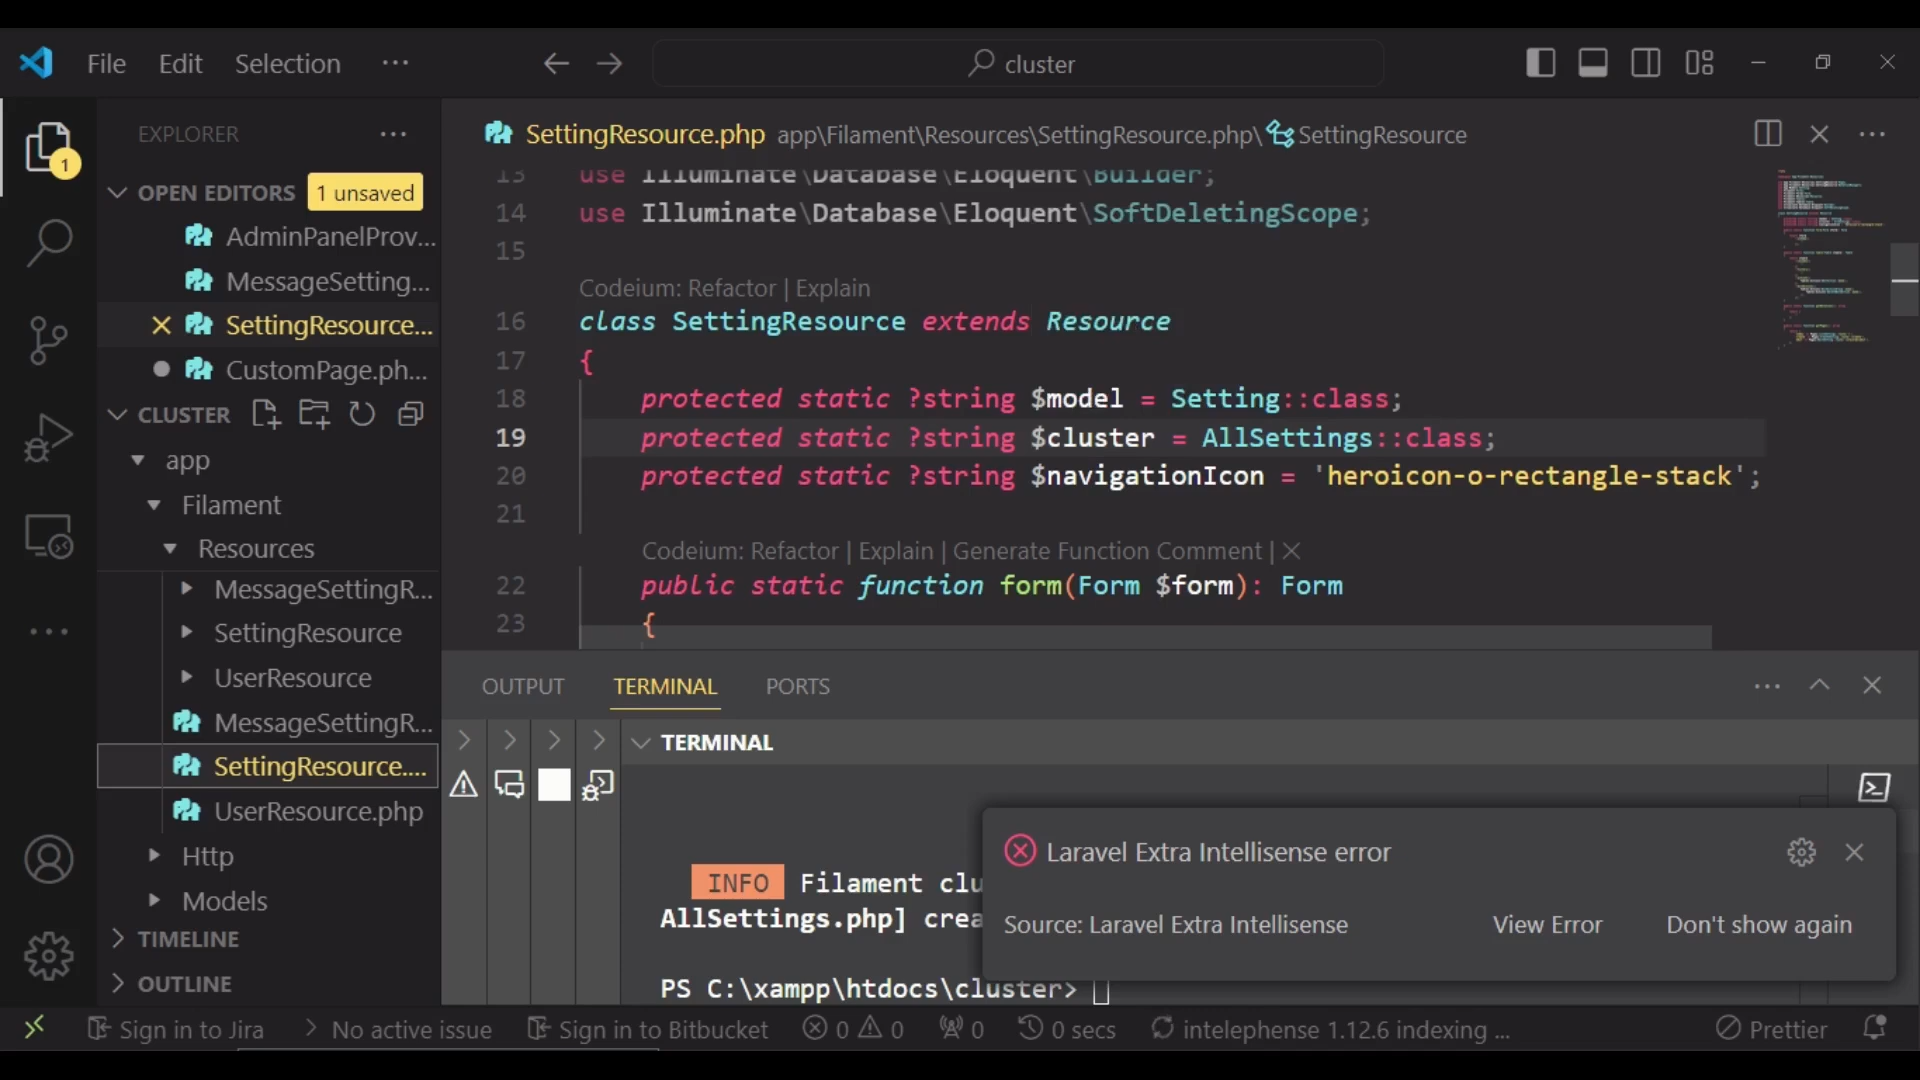 File Edit Selection ···
cluster
EXPLORER ···
OPEN EDITORS 1 unsaved
AdminPanelProv...
MessageSetting...
SettingResource...
CustomPage.ph...
CLUSTER
app
Filament
Resources
MessageSettingR...
SettingResource
UserResource
MessageSettingR...
SettingResource....
UserResource.php
Http
Models
TIMELINE
OUTLINE
1
SettingResource.php app\Filament\Resources\SettingResource.php\ SettingResource
13 use Illuminate\Database\Eloquent\Builder;
14 use Illuminate\Database\Eloquent\SoftDeletingScope;
15
Codeium: Refactor | Explain
16 class SettingResource extends Resource
17 {
18 protected static ?string $model = Setting::class;
19 protected static ?string $cluster = AllSettings::class;
20 protected static ?string $navigationIcon = 'heroicon-o-rectangle-stack';
21
Codeium: Refactor | Explain | Generate Function Comment | ×
22 public static function form(Form $form): Form
23 {
OUTPUT TERMINAL PORTS
TERMINAL
INFO Filament clu
AllSettings.php] crea
PS C:\xampp\htdocs\cluster>
Laravel Extra Intellisense error
Source: Laravel Extra Intellisense View Error Don't show again
Sign in to Jira > No active issue Sign in to Bitbucket 0 0 0 0 secs intelephense 1.12.6 indexing ... Prettier